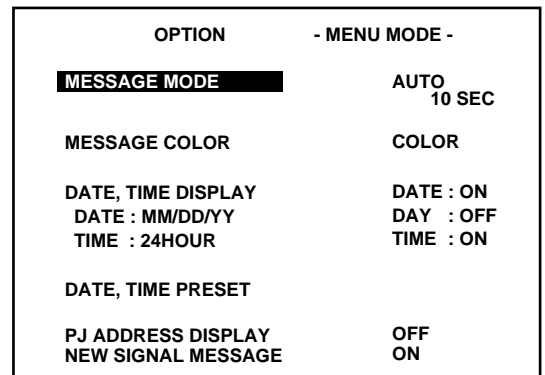 OPTION - MENU MODE -
MESSAGE MODE AUTO
10 SEC
MESSAGE COLOR COLOR
DATE, TIME DISPLAY DATE : ON
DATE : MM/DD/YY DAY : OFF
TIME : 24HOUR TIME : ON
DATE, TIME PRESET
PJ ADDRESS DISPLAY OFF
NEW SIGNAL MESSAGE ON